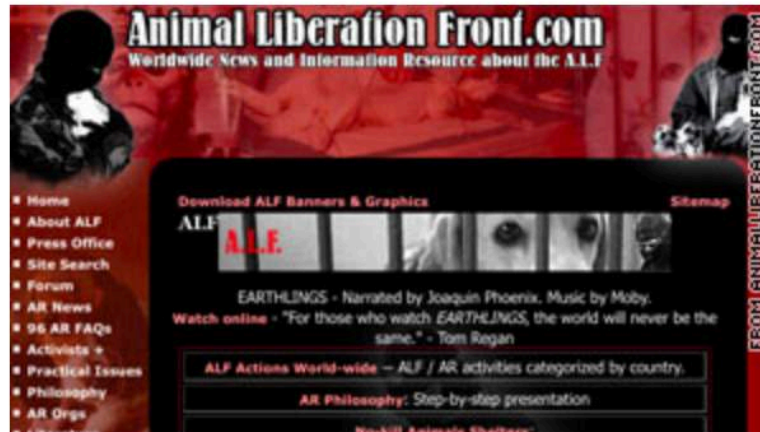 Animal Liberation Front.com
Worldwide News and Information Resource about the A.L.F
FROM ANIMALLIBERATIONFRONT.COM
Home
About ALF
Press Office
Site Search
Forum
AR News
96 AR FAQs
Activists +
Practical Issues
Philosophy
AR Orgs
Download ALF Banners & Graphics
Sitemap
ALF
A.L.F.
EARTHLINGS - Narrated by Joaquin Phoenix. Music by Moby.
Watch online - "For those who watch EARTHLINGS, the world will never be the
same." - Tom Regan
ALF Actions World-wide — ALF / AR activities categorized by country.
AR Philosophy: Step-by-step presentation
No-kill Animals Shelters: